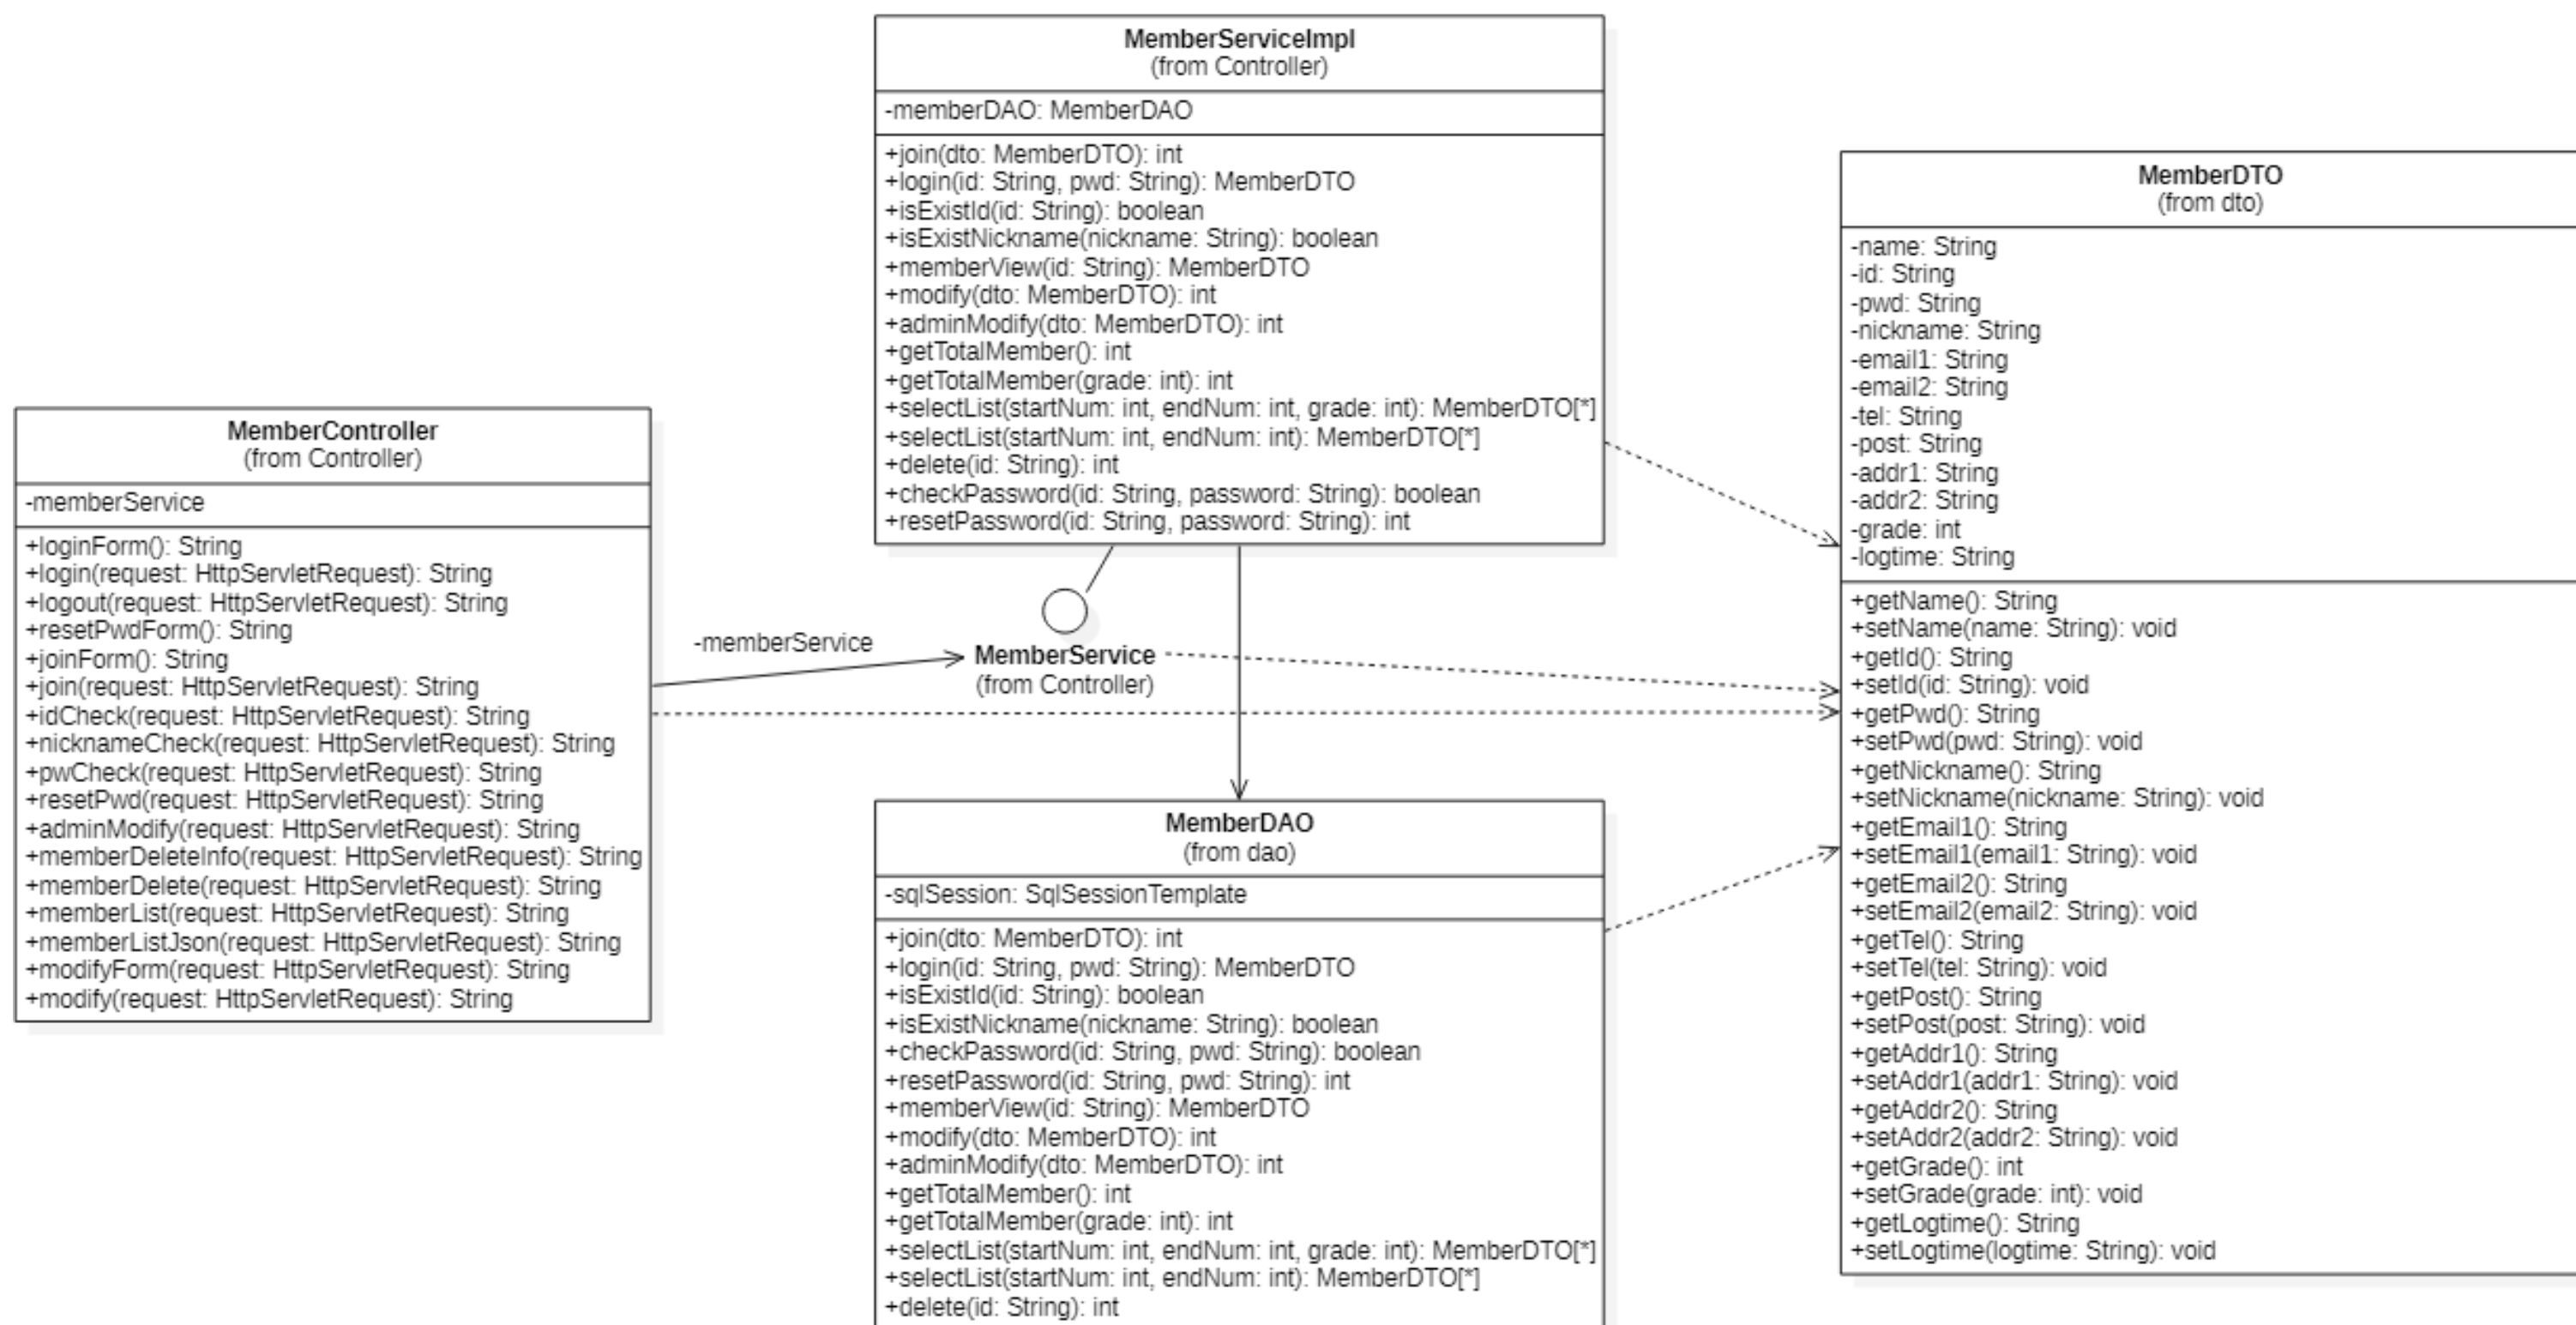 MemberServiceImpl
(from Controller)
-memberDAO: MemberDAO
+join(dto: MemberDTO): int
+login(id: String, pwd: String): MemberDTO
+isExistId(id: String): boolean
+isExistNickname(nickname: String): boolean
+memberView(id: String): MemberDTO
+modify(dto: MemberDTO): int
+adminModify(dto: MemberDTO): int
+getTotalMember(): int
+getTotalMember(grade: int): int
+selectList(startNum: int, endNum: int, grade: int): MemberDTO[*]
+selectList(startNum: int, endNum: int): MemberDTO[*]
+delete(id: String): int
+checkPassword(id: String, password: String): boolean
+resetPassword(id: String, password: String): int
MemberController
(from Controller)
-memberService
+loginForm(): String
+login(request: HttpServletRequest): String
+logout(request: HttpServletRequest): String
+resetPwdForm(): String
+joinForm(): String
+join(request: HttpServletRequest): String
+idCheck(request: HttpServletRequest): String
+nicknameCheck(request: HttpServletRequest): String
+pwCheck(request: HttpServletRequest): String
+resetPwd(request: HttpServletRequest): String
+adminModify(request: HttpServletRequest): String
+memberDeleteInfo(request: HttpServletRequest): String
+memberDelete(request: HttpServletRequest): String
+memberList(request: HttpServletRequest): String
+memberListJson(request: HttpServletRequest): String
+modifyForm(request: HttpServletRequest): String
+modify(request: HttpServletRequest): String
-memberService
MemberService
(from Controller)
MemberDAO
(from dao)
-sqlSession: SqlSessionTemplate
+join(dto: MemberDTO): int
+login(id: String, pwd: String): MemberDTO
+isExistId(id: String): boolean
+isExistNickname(nickname: String): boolean
+checkPassword(id: String, pwd: String): boolean
+resetPassword(id: String, pwd: String): int
+memberView(id: String): MemberDTO
+modify(dto: MemberDTO): int
+adminModify(dto: MemberDTO): int
+getTotalMember(): int
+getTotalMember(grade: int): int
+selectList(startNum: int, endNum: int, grade: int): MemberDTO[*]
+selectList(startNum: int, endNum: int): MemberDTO[*]
+delete(id: String): int
MemberDTO
(from dto)
-name: String
-id: String
-pwd: String
-nickname: String
-email1: String
-email2: String
-tel: String
-post: String
-addr1: String
-addr2: String
-grade: int
-logtime: String
+getName(): String
+setName(name: String): void
+getId(): String
+setId(id: String): void
+getPwd(): String
+setPwd(pwd: String): void
+getNickname(): String
+setNickname(nickname: String): void
+getEmail1(): String
+setEmail1(email1: String): void
+getEmail2(): String
+setEmail2(email2: String): void
+getTel(): String
+setTel(tel: String): void
+getPost(): String
+setPost(post: String): void
+getAddr1(): String
+setAddr1(addr1: String): void
+getAddr2(): String
+setAddr2(addr2: String): void
+getGrade(): int
+setGrade(grade: int): void
+getLogtime(): String
+setLogtime(logtime: String): void